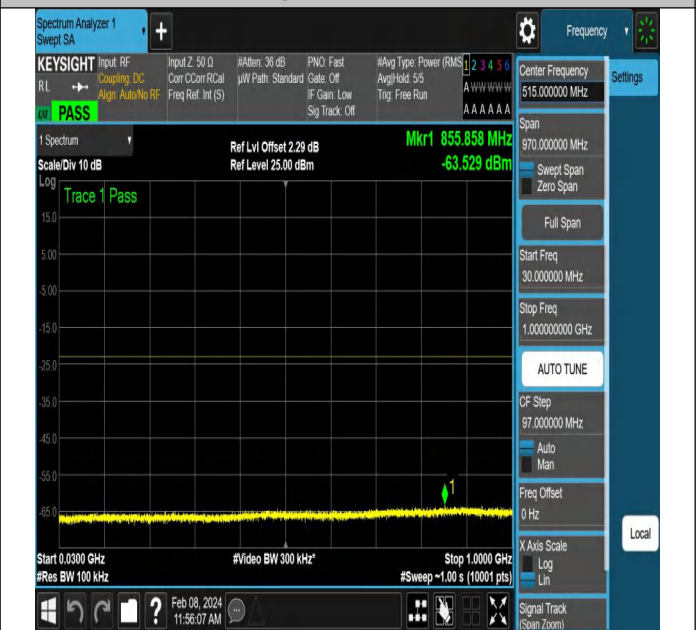 Spectrum Analyzer 1
Swept SA
Frequency
KEYSIGHT
RL
Input: RF
Coupling: DC
Align: Auto/No RF
Input Z: 50 Ω
Corr CCorr RCal
Freq Ref: Int (S)
#Atten: 36 dB
µW Path: Standard
PNO: Fast
Gate: Off
IF Gain: Low
Sig Track: Off
#Avg Type: Power (RMS
Avg|Hold: 5/5
Trig: Free Run
1 2 3 4 5 6
A W W W W W
A A A A A A
PASS
1 Spectrum
Scale/Div 10 dB
Ref Lvl Offset 2.29 dB
Ref Level 25.00 dBm
Mkr1 855.858 MHz
-63.529 dBm
Log
Trace 1 Pass
15.0
5.00
-5.00
-15.0
-25.0
-35.0
-45.0
-55.0
-65.0
1
Start 0.0300 GHz
#Res BW 100 kHz
#Video BW 300 kHz*
Stop 1.0000 GHz
#Sweep ~1.00 s (10001 pts)
Center Frequency
515.000000 MHz
Settings
Span
970.000000 MHz
Swept Span
Zero Span
Full Span
Start Freq
30.000000 MHz
Stop Freq
1.000000000 GHz
AUTO TUNE
CF Step
97.000000 MHz
Auto
Man
Freq Offset
0 Hz
X Axis Scale
Log
Lin
Local
Signal Track
(Span Zoom)
?
Feb 08, 2024
11:56:07 AM